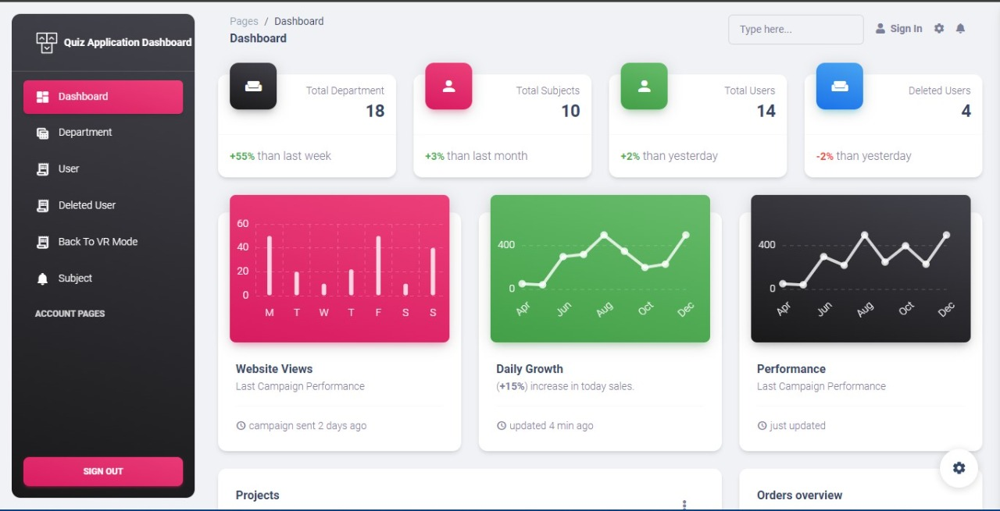 Quiz Application Dashboard
Dashboard
Department
User
Deleted User
Back To VR Mode
Subject
ACCOUNT PAGES
SIGN OUT
Pages / Dashboard
Dashboard
Type here...
Sign In
Total Department
18
+55% than last week
Total Subjects
10
+3% than last month
Total Users
14
+2% than yesterday
Deleted Users
4
-2% than yesterday
60
40
20
0
M T W T F S S
Website Views
Last Campaign Performance
campaign sent 2 days ago
400
0
Apr Jun Aug Oct Dec
Daily Growth
(+15%) increase in today sales.
updated 4 min ago
400
0
Apr Jun Aug Oct Dec
Performance
Last Campaign Performance
just updated
Projects
Orders overview